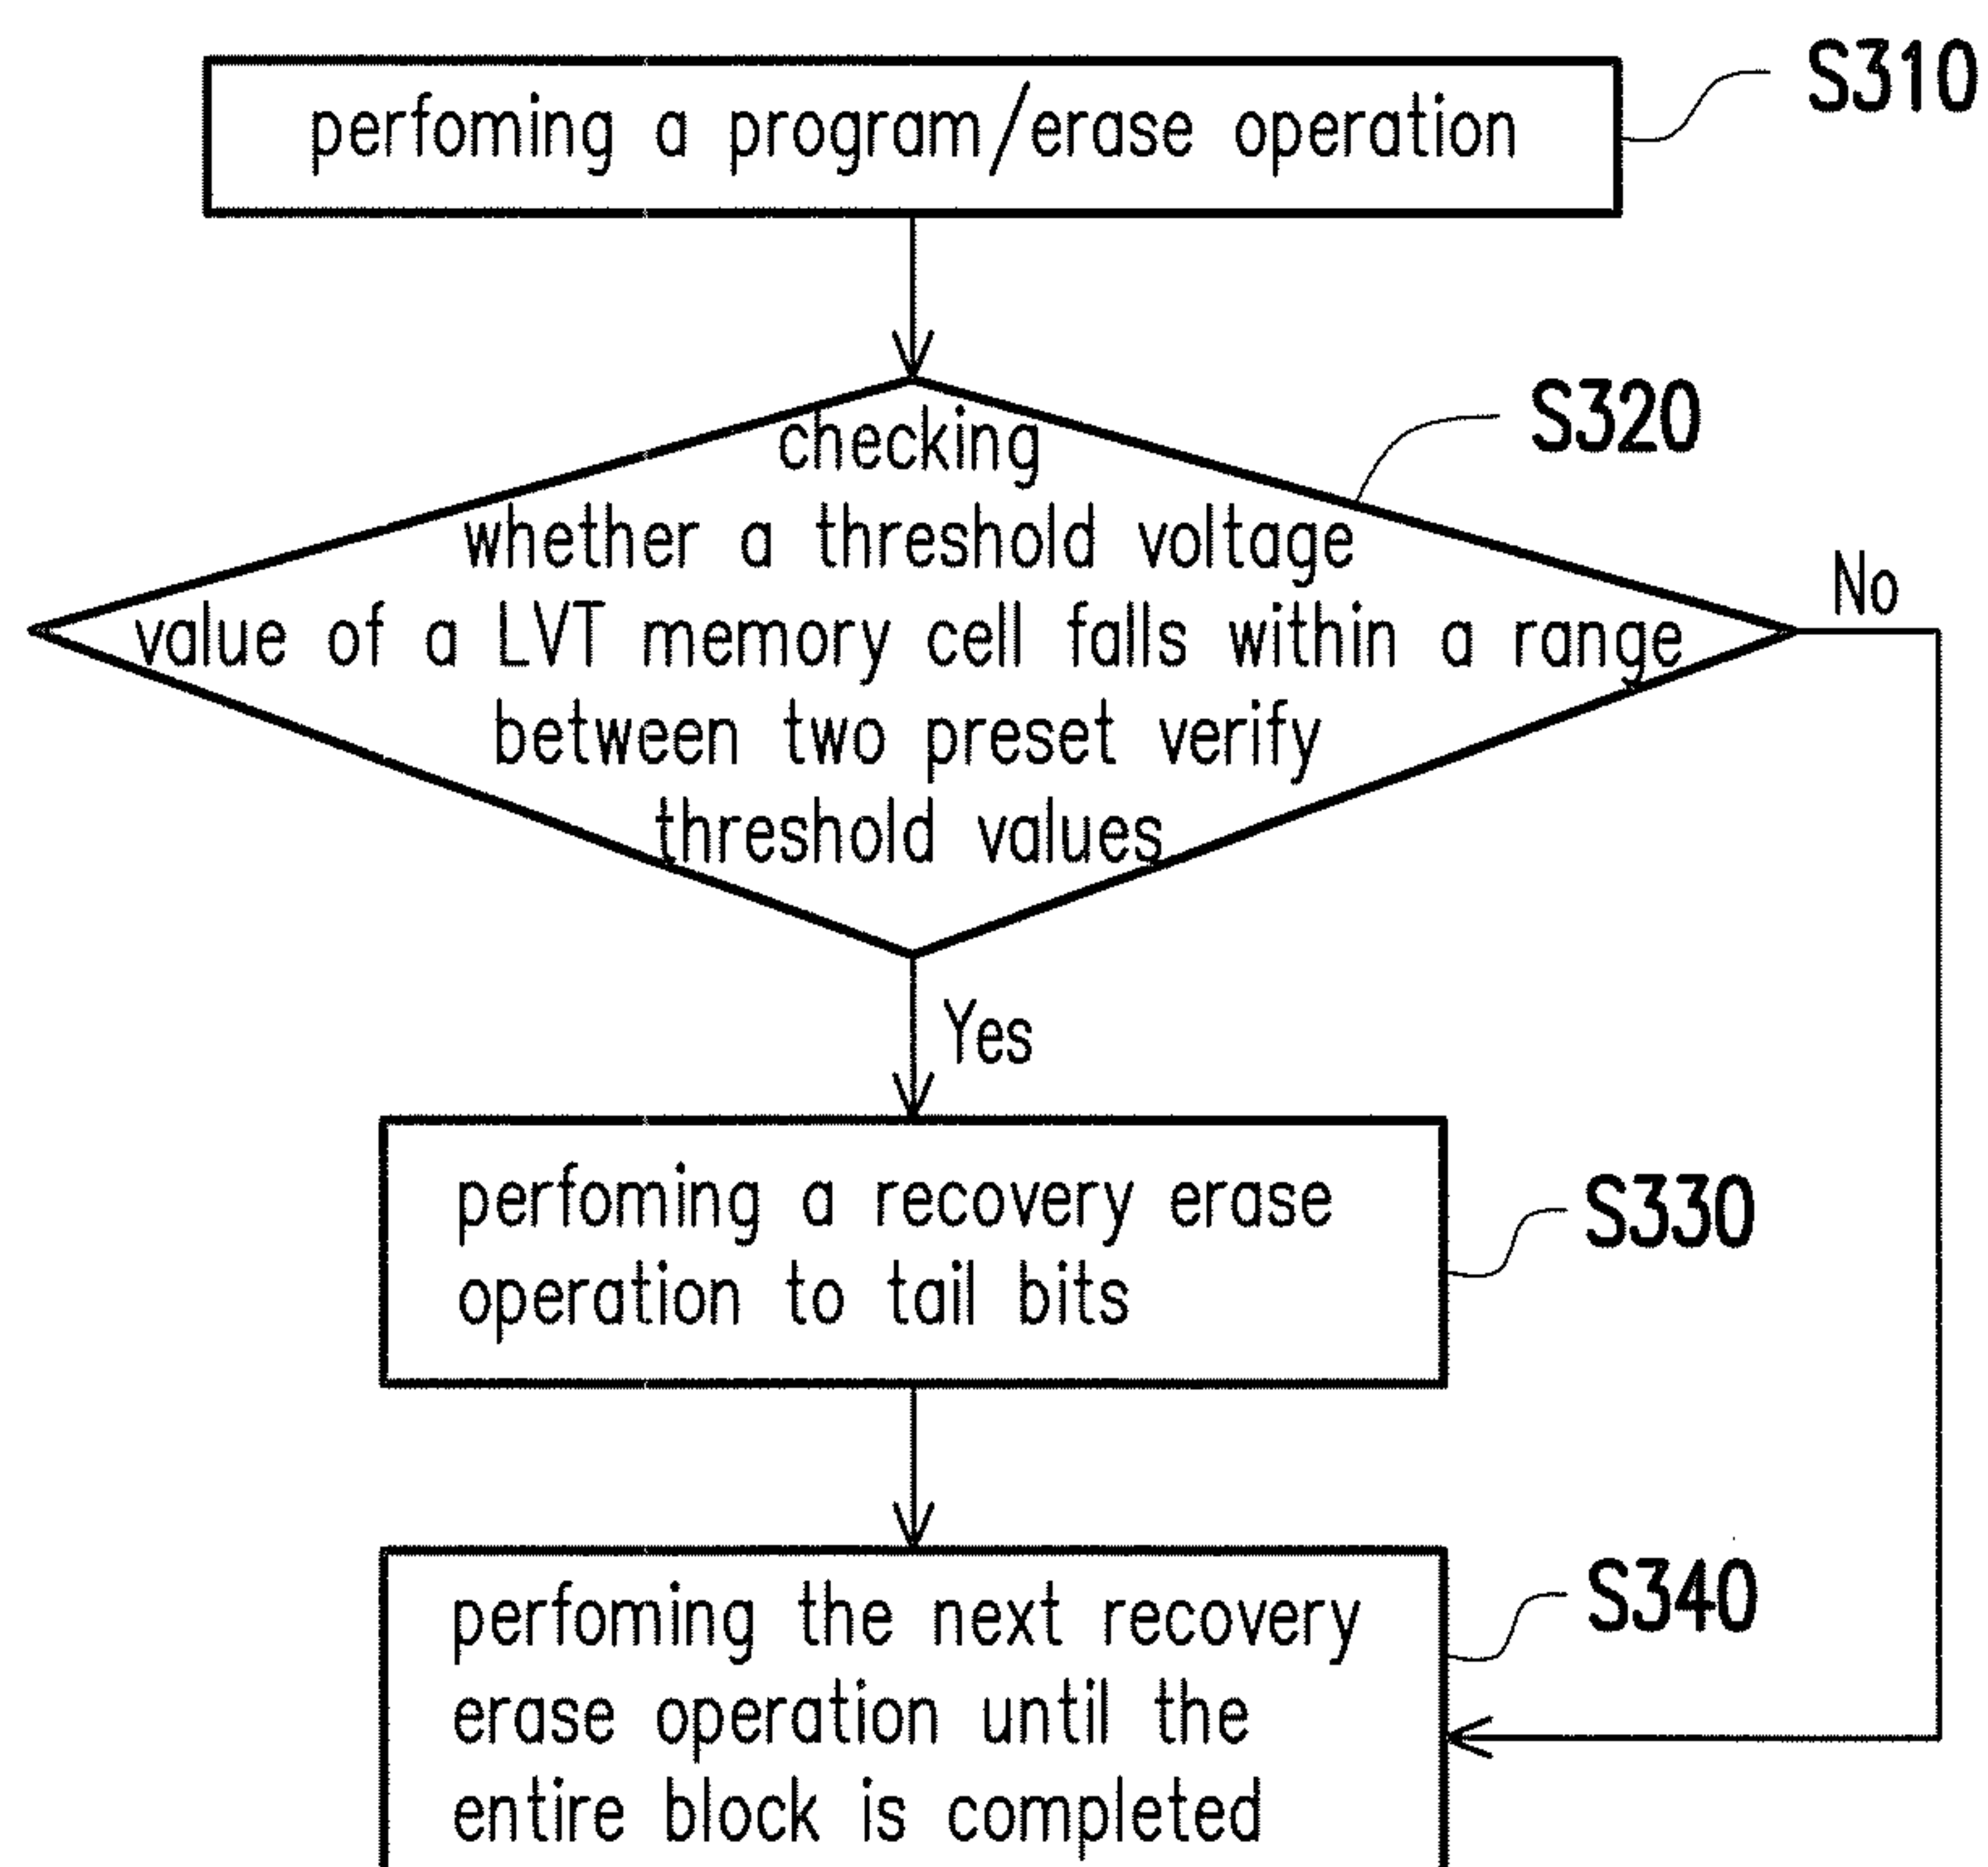 perfoming a program/erase operation
S310
checking
whether a threshold voltage
value of a LVT memory cell falls within a range
between two preset verify
threshold values
S320
No
Yes
perfoming a recovery erase
operation to tail bits
S330
perfoming the next recovery
erase operation until the
entire block is completed
S340